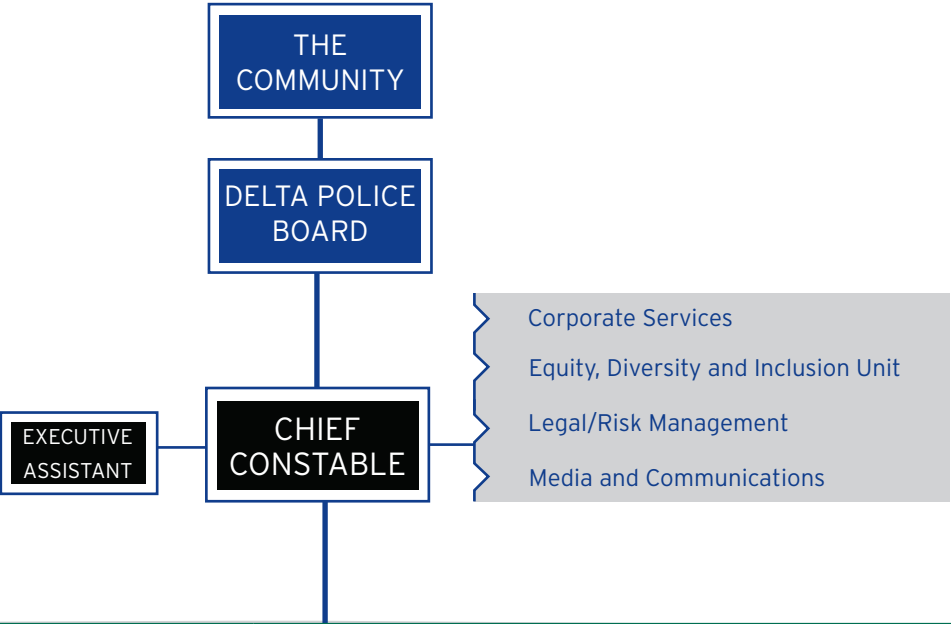 THE
COMMUNITY
DELTA POLICE
BOARD
Corporate Services
Equity, Diversity and Inclusion Unit
Legal/Risk Management
Media and Communications
CHIEF
CONSTABLE
EXECUTIVE
ASSISTANT